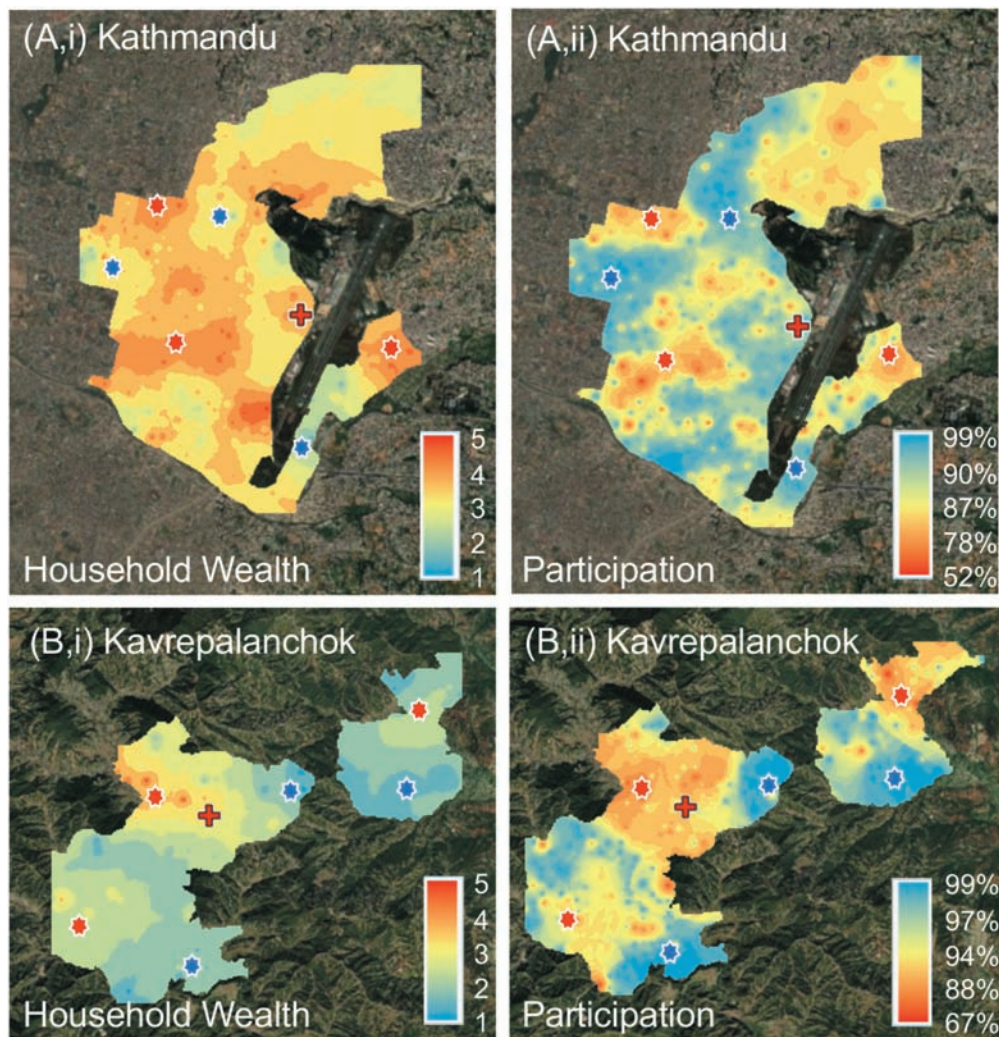 (A,i) Kathmandu
5
4
3
2
1
Household Wealth
(A,ii) Kathmandu
99%
90%
87%
78%
52%
Participation
(B,i) Kavrepalanchok
5
4
3
2
1
Household Wealth
(B,ii) Kavrepalanchok
99%
97%
94%
88%
67%
Participation